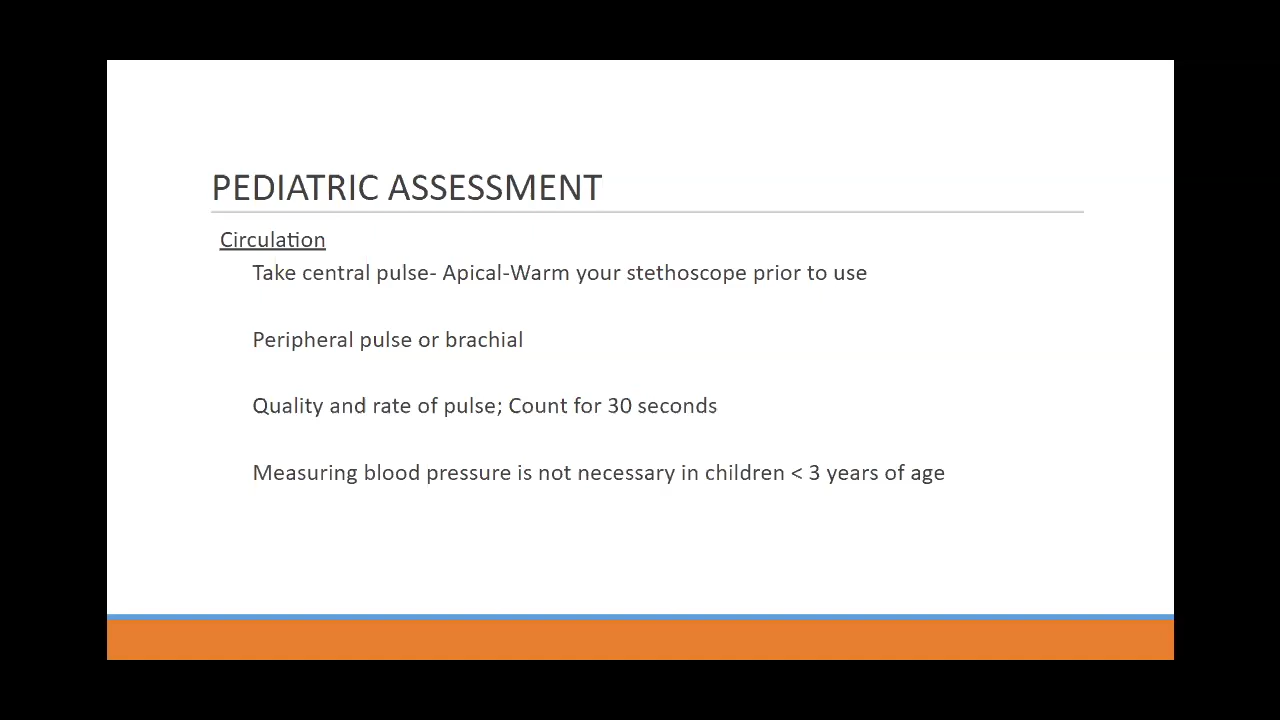 PEDIATRIC ASSESSMENT
Circulation
Take central pulse- Apical-Warm your stethoscope prior to use
Peripheral pulse or brachial
Quality and rate of pulse; Count for 30 seconds
Measuring blood pressure is not necessary in children < 3 years of age